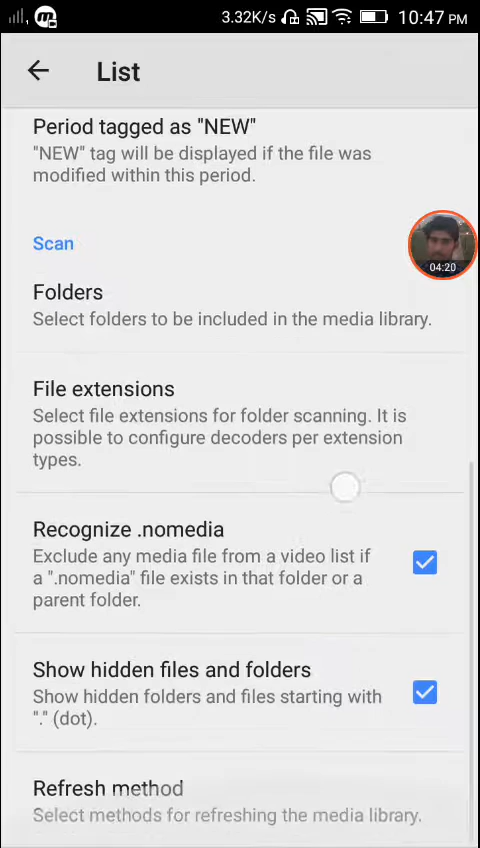 3.32K/s 10:47 PM
List
Period tagged as "NEW"
"NEW" tag will be displayed if the file was
modified within this period.
Scan
04:20
Folders
Select folders to be included in the media library.
File extensions
Select file extensions for folder scanning. It is
possible to configure decoders per extension
types.
Recognize .nomedia
Exclude any media file from a video list if
a ".nomedia" file exists in that folder or a
parent folder.
Show hidden files and folders
Show hidden folders and files starting with
"." (dot).
Refresh method
Select methods for refreshing the media library.